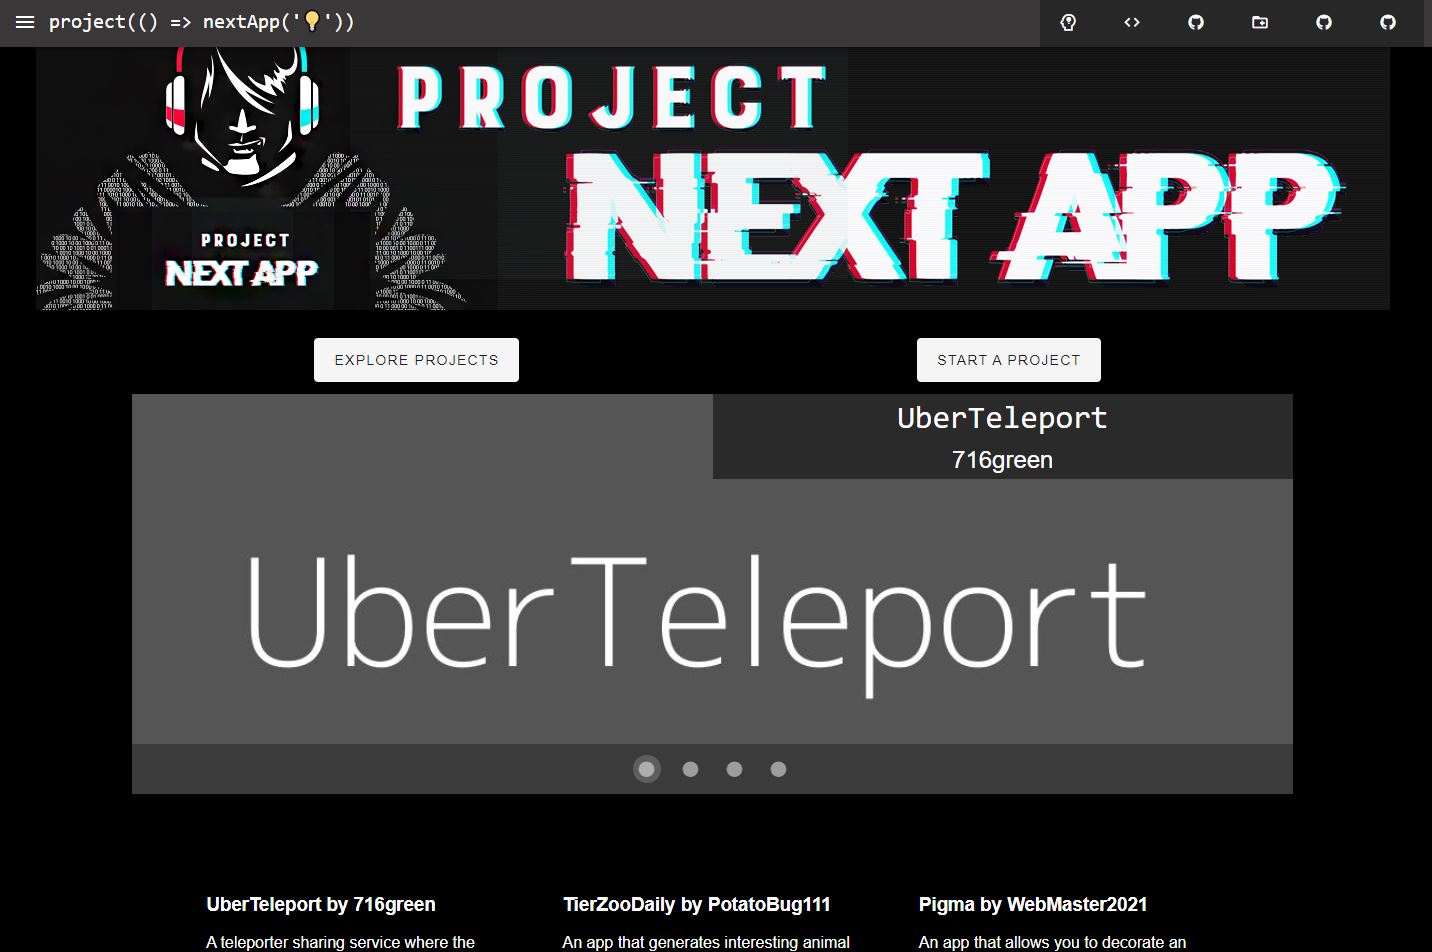 project(() => nextApp('💡'))
PROJECT
NEXT APP
PROJECT
NEXT APP
EXPLORE PROJECTS
START A PROJECT
UberTeleport
716green
UberTeleport
UberTeleport by 716green
A teleporter sharing service where the
TierZooDaily by PotatoBug111
An app that generates interesting animal
Pigma by WebMaster2021
An app that allows you to decorate an